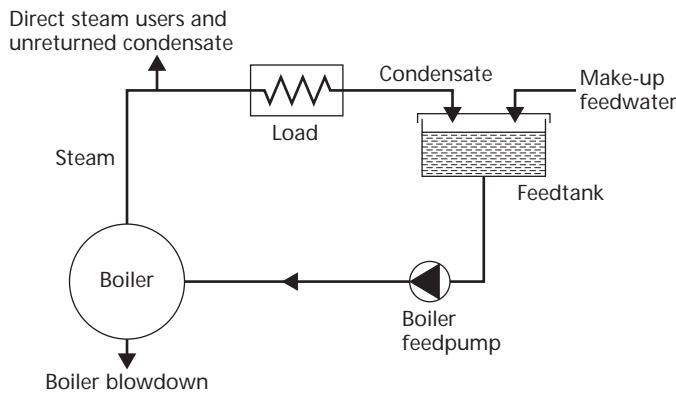 Direct steam users and
unreturned condensate
Condensate
Make-up
feedwater
Load
Steam
Feedtank
Boiler
Boiler
feedpump
Boiler blowdown